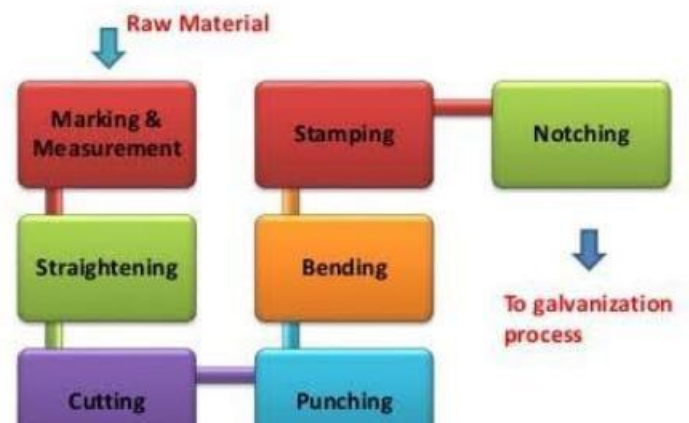 Raw Material
Marking &
Measurement
Straightening
Cutting
Punching
Bending
Stamping
Notching
To galvanization
process